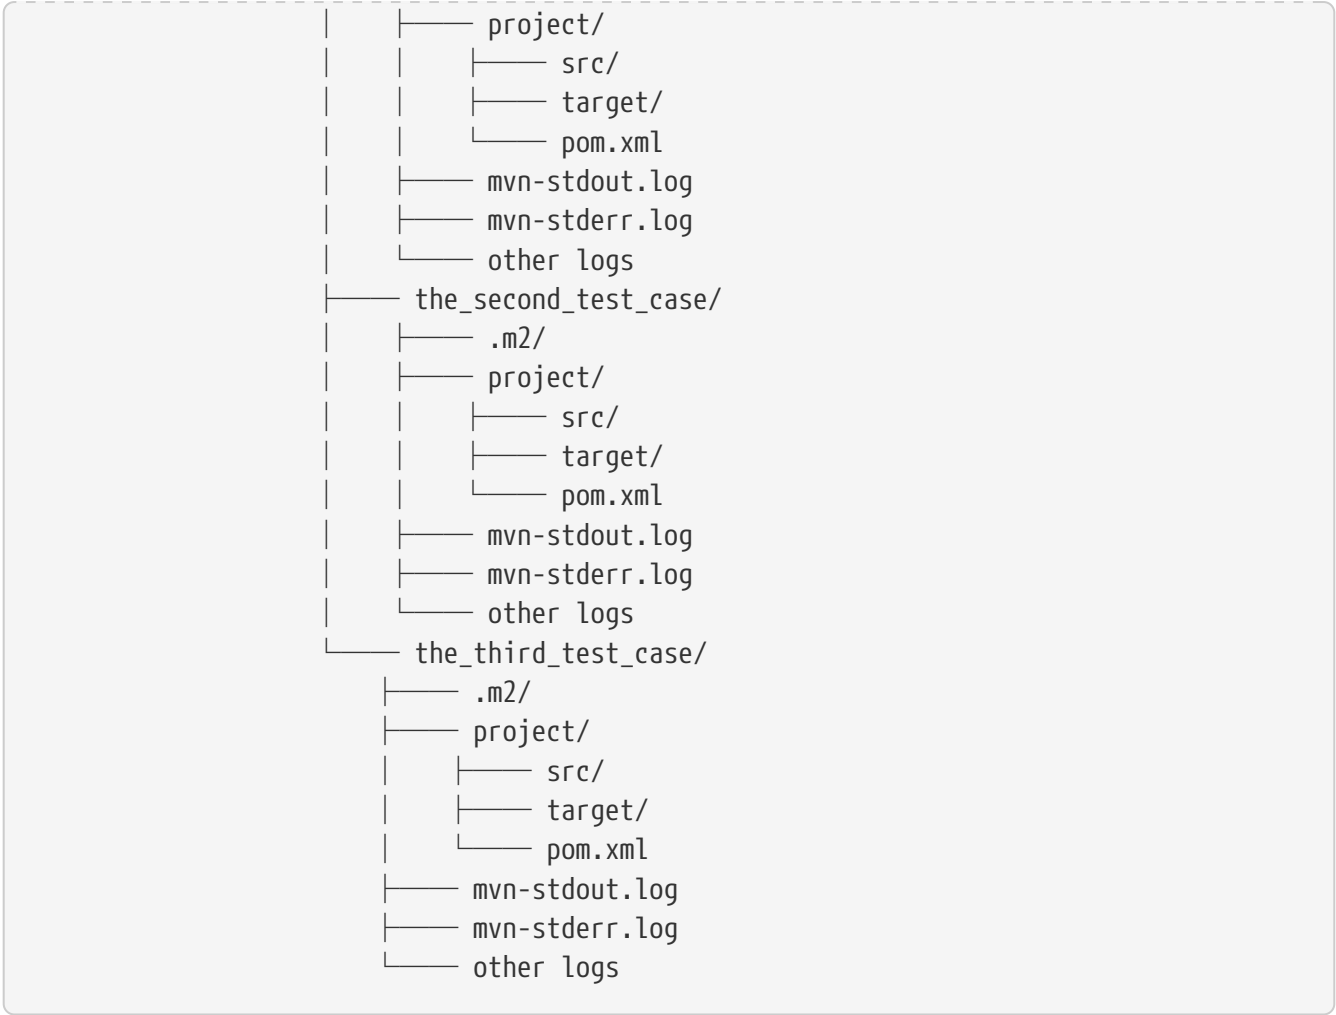 │    ├──── project/
│    │    ├──── src/
│    │    ├──── target/
│    │    └──── pom.xml
│    ├──── mvn-stdout.log
│    ├──── mvn-stderr.log
│    └──── other logs
├──── the_second_test_case/
│    ├──── .m2/
│    ├──── project/
│    │    ├──── src/
│    │    ├──── target/
│    │    └──── pom.xml
│    ├──── mvn-stdout.log
│    ├──── mvn-stderr.log
│    └──── other logs
└──── the_third_test_case/
    ├──── .m2/
    ├──── project/
    │    ├──── src/
    │    ├──── target/
    │    └──── pom.xml
    ├──── mvn-stdout.log
    ├──── mvn-stderr.log
    └──── other logs